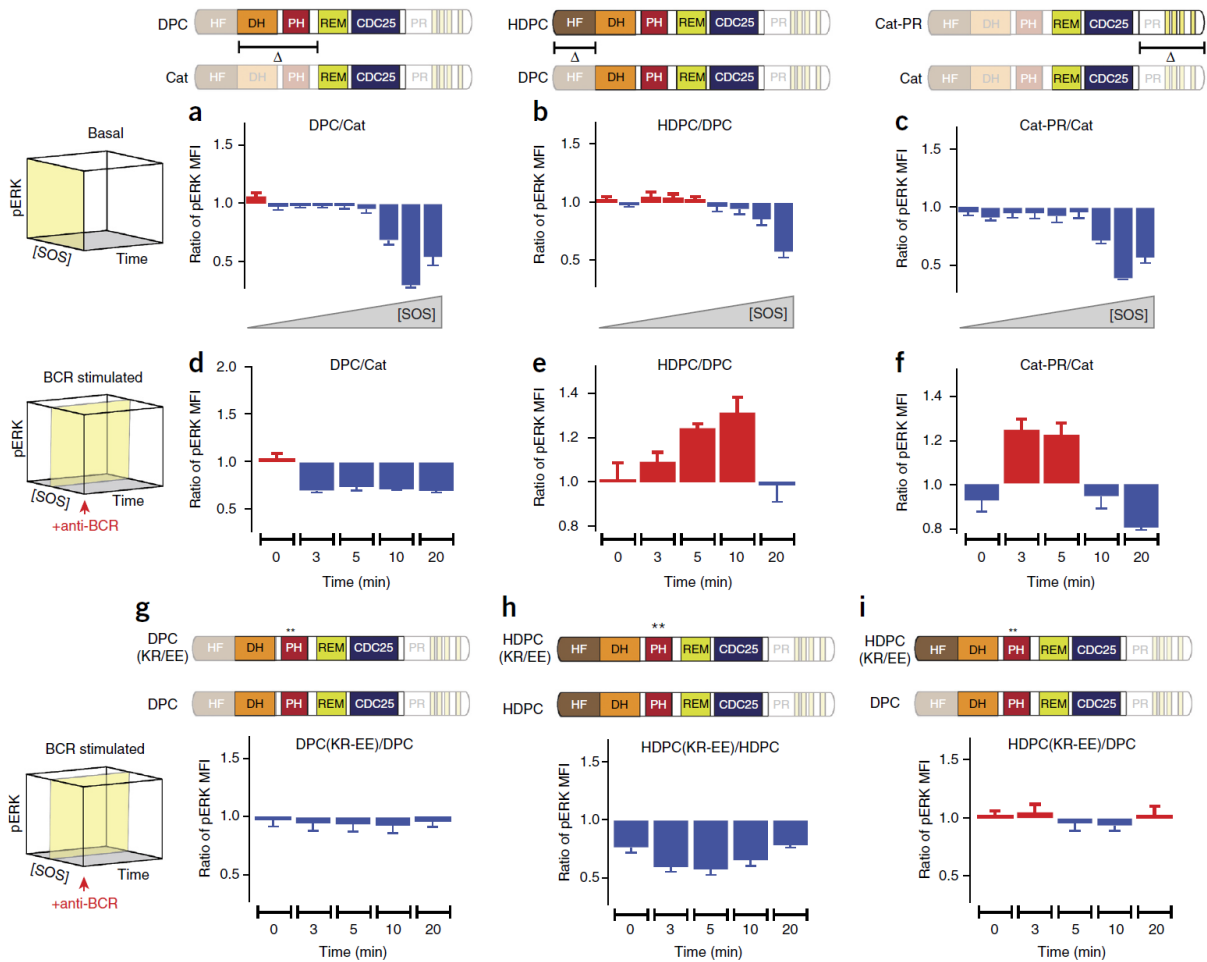 DPC HF DH PH REM CDC25 PR
Δ
Cat HF DH PH REM CDC25 PR
HDPC HF DH PH REM CDC25 PR
Δ
DPC HF DH PH REM CDC25 PR
Cat-PR HF DH PH REM CDC25 PR
Δ
Cat HF DH PH REM CDC25 PR
Basal
pERK
[SOS]
Time
a
DPC/Cat
Ratio of pERK MFI
1.5
1.0
0.5
[SOS]
b
HDPC/DPC
Ratio of pERK MFI
1.5
1.0
0.5
[SOS]
c
Cat-PR/Cat
Ratio of pERK MFI
1.5
1.0
0.5
[SOS]
BCR stimulated
pERK
[SOS]
Time
+anti-BCR
d
DPC/Cat
Ratio of pERK MFI
2.0
1.5
1.0
0.5
0 3 5 10 20
Time (min)
e
HDPC/DPC
Ratio of pERK MFI
1.4
1.2
1.0
0.8
0 3 5 10 20
Time (min)
f
Cat-PR/Cat
Ratio of pERK MFI
1.4
1.2
1.0
0.8
0 3 5 10 20
Time (min)
g
**
DPC
(KR/EE)
HF DH PH REM CDC25 PR
DPC HF DH PH REM CDC25 PR
h
**
HDPC
(KR/EE)
HF DH PH REM CDC25 PR
HDPC HF DH PH REM CDC25 PR
i
**
HDPC
(KR/EE)
HF DH PH REM CDC25 PR
DPC HF DH PH REM CDC25 PR
BCR stimulated
pERK
[SOS]
Time
+anti-BCR
DPC(KR-EE)/DPC
Ratio of pERK MFI
1.5
1.0
0.5
0 3 5 10 20
Time (min)
HDPC(KR-EE)/HDPC
Ratio of pERK MFI
1.5
1.0
0.5
0 3 5 10 20
Time (min)
HDPC(KR-EE)/DPC
Ratio of pERK MFI
1.5
1.0
0.5
0 3 5 10 20
Time (min)